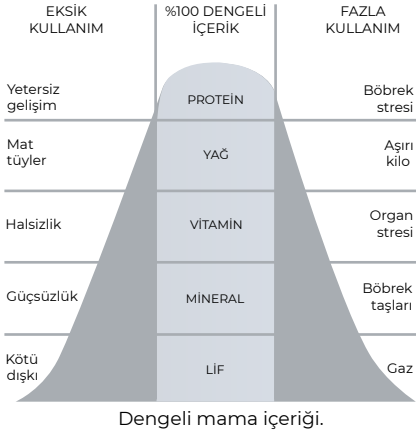 EKSİK
KULLANIM
%100 DENGELİ
İÇERİK
FAZLA
KULLANIM
Yetersiz
gelişim
PROTEİN
Böbrek
stresi
Mat
tüyler
YAĞ
Aşırı
kilo
Halsizlik
VİTAMİN
Organ
stresi
Güçsüzlük
MİNERAL
Böbrek
taşları
Kötü
dışkı
LİF
Gaz
Dengeli mama içeriği.